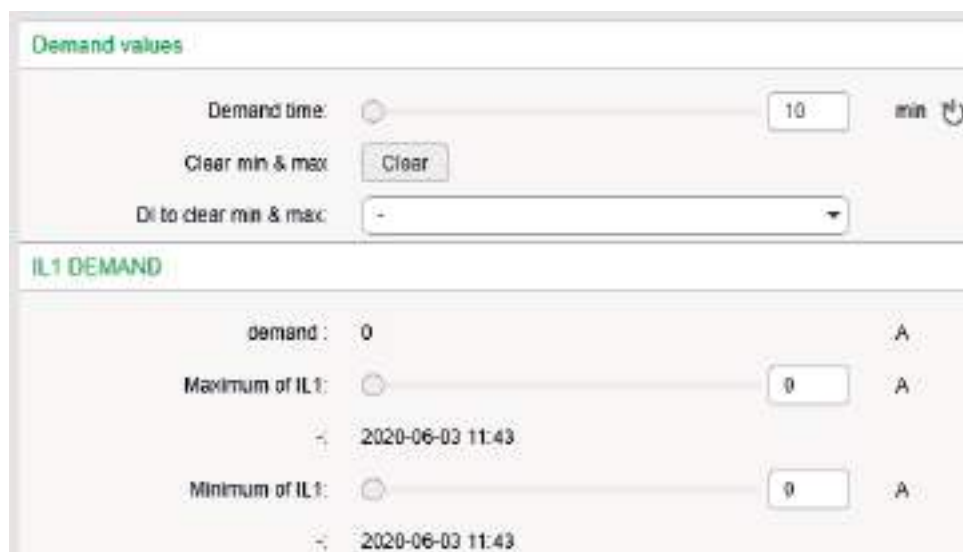 Demand values
Demand time: 10 min
Clear min & max Clear
DI to clear min & max: -
IL1 DEMAND
demand : 0 A
Maximum of IL1: 0 A
-: 2020-06-03 11:43
Minimum of IL1: 0 A
-: 2020-06-03 11:43